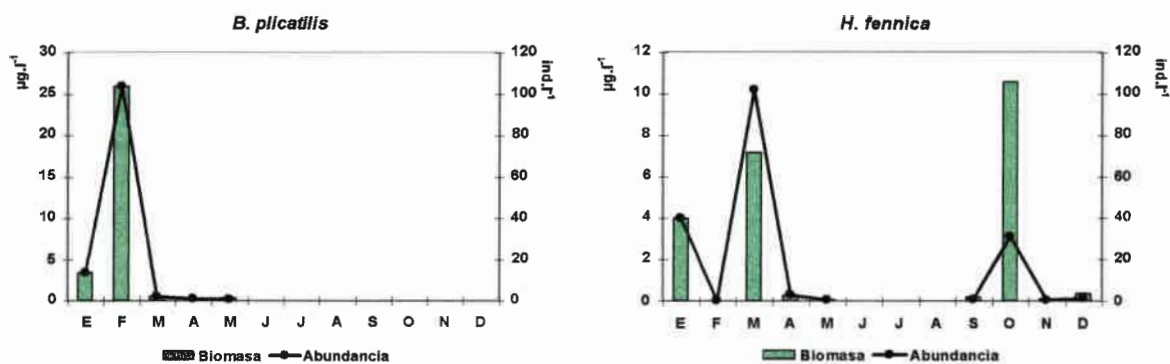 B. plicatilis
µg.l⁻¹
30
25
20
15
10
5
0
ind.l⁻¹
120
100
80
60
40
20
0
E F M A M J J A S O N D
Biomasa Abundancia
H. fennica
µg.l⁻¹
12
10
8
6
4
2
0
ind.l⁻¹
120
100
80
60
40
20
0
E F M A M J J A S O N D
Biomasa Abundancia